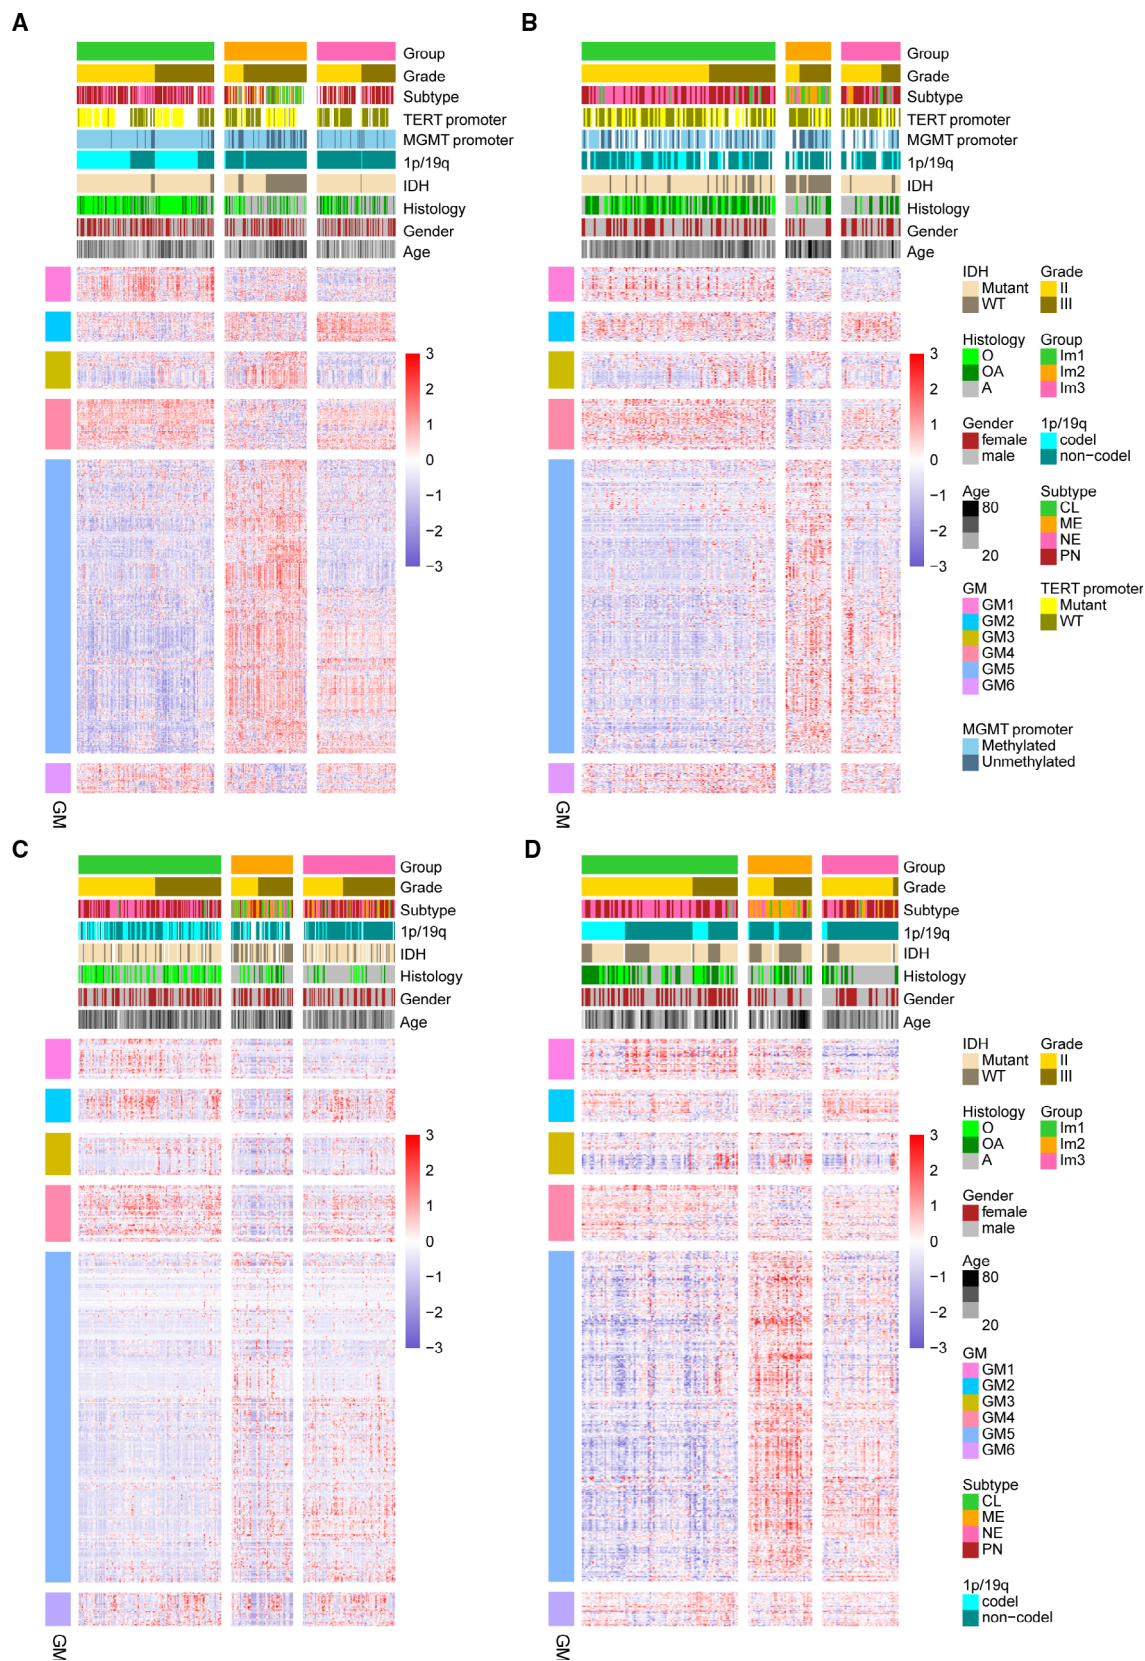 A
Group
Grade
Subtype
TERT promoter
MGMT promoter
1p/19q
IDH
Histology
Gender
Age
3
2
1
0
−1
−2
−3
GM
B
Group
Grade
Subtype
TERT promoter
MGMT promoter
1p/19q
IDH
Histology
Gender
Age
3
2
1
0
−1
−2
−3
GM
IDH
Mutant
WT
Grade
II
III
Histology
O
OA
A
Group
Im1
Im2
Im3
Gender
female
male
1p/19q
codel
non−codel
Age
80
20
Subtype
CL
ME
NE
PN
GM
GM1
GM2
GM3
GM4
GM5
GM6
TERT promoter
Mutant
WT
MGMT promoter
Methylated
Unmethylated
C
Group
Grade
Subtype
1p/19q
IDH
Histology
Gender
Age
3
2
1
0
−1
−2
−3
GM
D
Group
Grade
Subtype
1p/19q
IDH
Histology
Gender
Age
3
2
1
0
−1
−2
−3
GM
IDH
Mutant
WT
Grade
II
III
Histology
O
OA
A
Group
Im1
Im2
Im3
Gender
female
male
Age
80
20
GM
GM1
GM2
GM3
GM4
GM5
GM6
Subtype
CL
ME
NE
PN
1p/19q
codel
non−codel